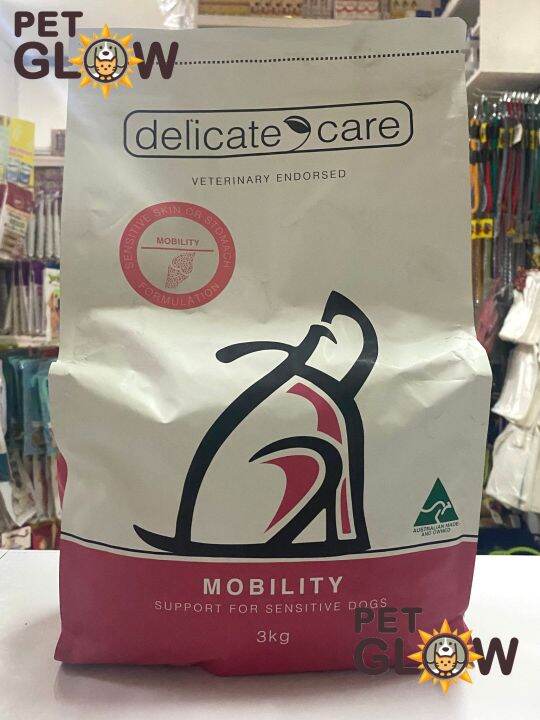 PET
GLOW
delicate care
VETERINARY ENDORSED
SENSITIVE SKIN OR STOMACH
MOBILITY
FORMULATION
AUSTRALIAN MADE
AND OWNED
MOBILITY
SUPPORT FOR SENSITIVE DOGS
3kg
PET
GLOW